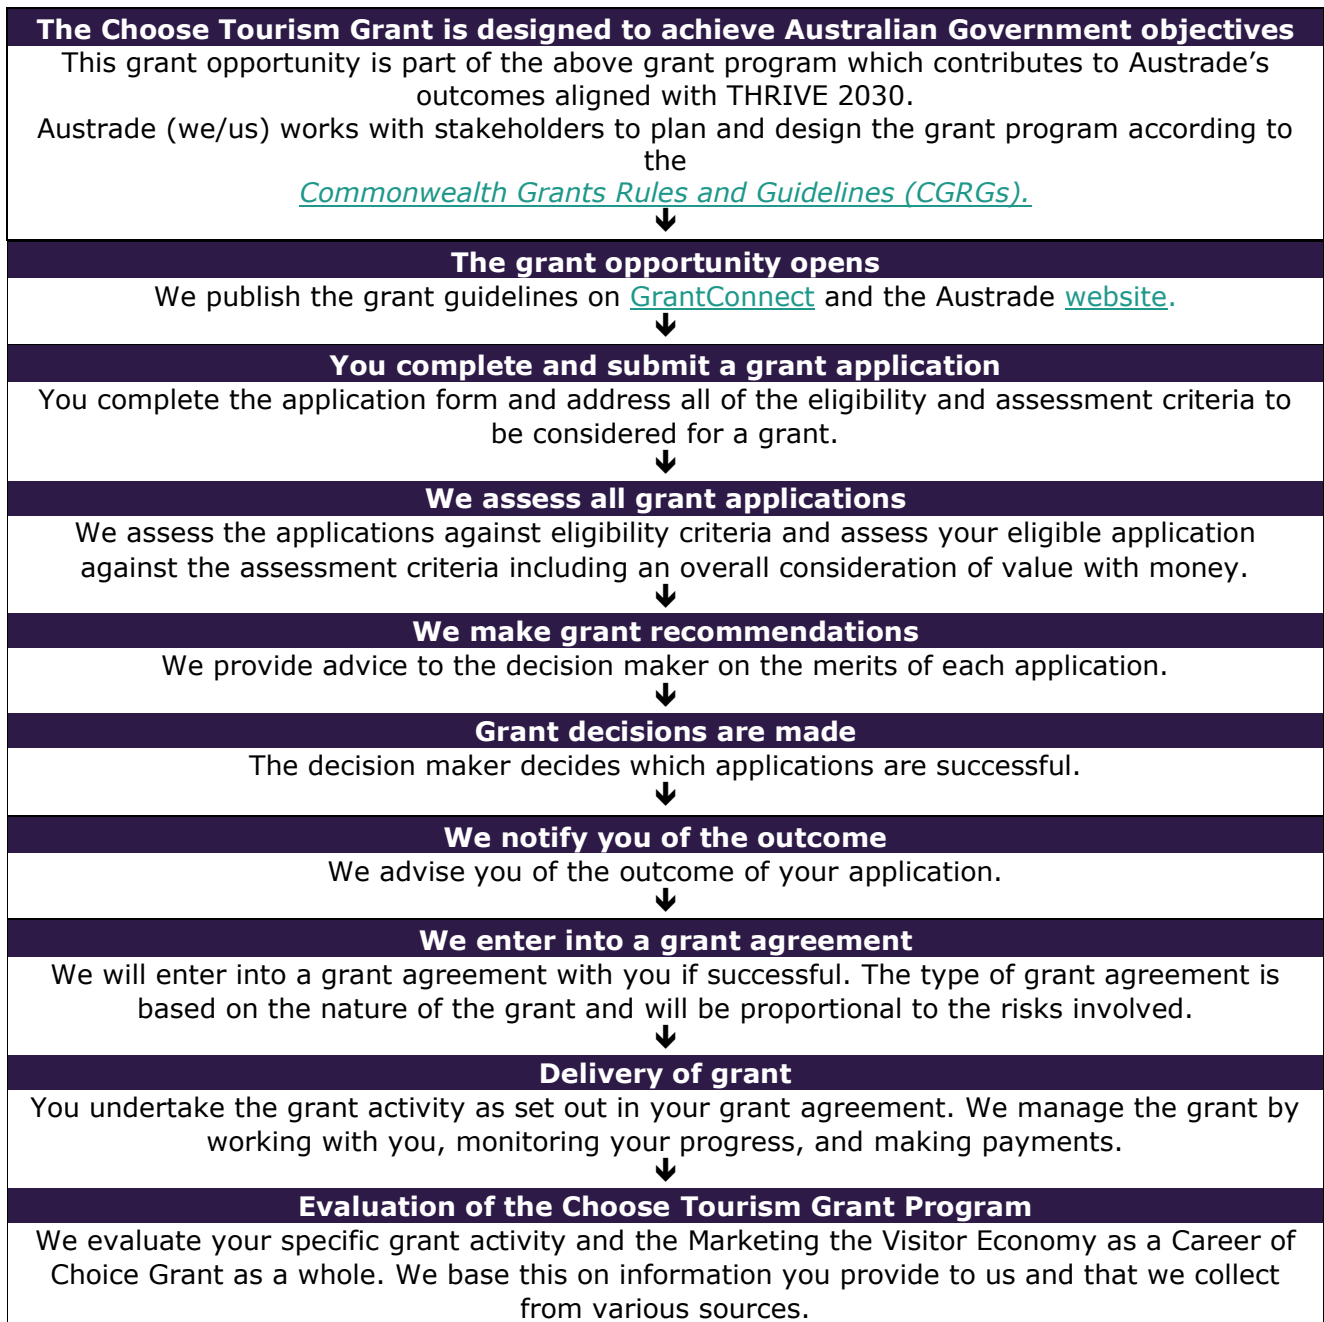 The Choose Tourism Grant is designed to achieve Australian Government objectives
This grant opportunity is part of the above grant program which contributes to Austrade’s
outcomes aligned with THRIVE 2030.
Austrade (we/us) works with stakeholders to plan and design the grant program according to
the
Commonwealth Grants Rules and Guidelines (CGRGs).
The grant opportunity opens
We publish the grant guidelines on GrantConnect and the Austrade website.
You complete and submit a grant application
You complete the application form and address all of the eligibility and assessment criteria to
be considered for a grant.
We assess all grant applications
We assess the applications against eligibility criteria and assess your eligible application
against the assessment criteria including an overall consideration of value with money.
We make grant recommendations
We provide advice to the decision maker on the merits of each application.
Grant decisions are made
The decision maker decides which applications are successful.
We notify you of the outcome
We advise you of the outcome of your application.
We enter into a grant agreement
We will enter into a grant agreement with you if successful. The type of grant agreement is
based on the nature of the grant and will be proportional to the risks involved.
Delivery of grant
You undertake the grant activity as set out in your grant agreement. We manage the grant by
working with you, monitoring your progress, and making payments.
Evaluation of the Choose Tourism Grant Program
We evaluate your specific grant activity and the Marketing the Visitor Economy as a Career of
Choice Grant as a whole. We base this on information you provide to us and that we collect
from various sources.